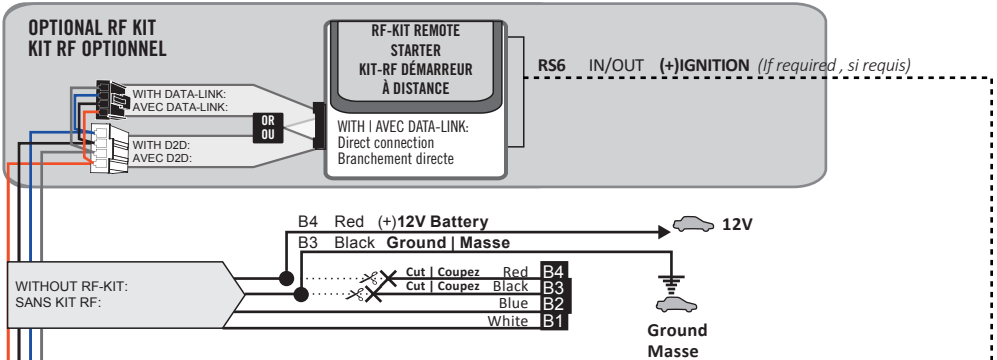 OPTIONAL RF KIT
KIT RF OPTIONNEL
RF-KIT REMOTE
STARTER
KIT-RF DÉMARREUR
À DISTANCE
RS6 IN/OUT (+)IGNITION (If required , si requis)
WITH DATA-LINK:
AVEC DATA-LINK:
OR
OU
WITH D2D:
AVEC D2D:
WITH | AVEC DATA-LINK:
Direct connection
Branchement directe
B4 Red (+)12V Battery
12V
B3 Black Ground | Masse
WITHOUT RF-KIT:
SANS KIT RF:
Cut | Coupez Red B4
Cut | Coupez Black B3
Blue B2
White B1
Ground
Masse